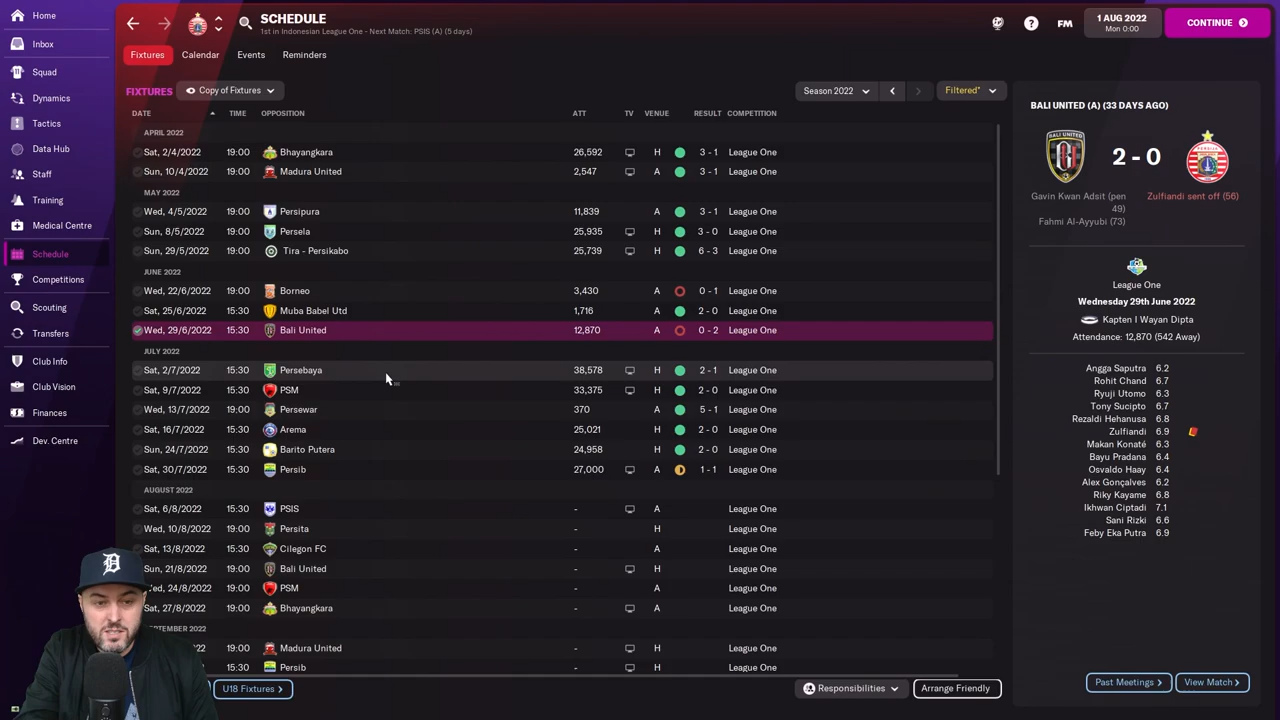 Home
Inbox
Squad
Dynamics
Tactics
Data Hub
Staff
Training
Medical Centre
Schedule
Competitions
Scouting
Transfers
Club Info
Club Vision
Finances
Dev. Centre
SCHEDULE
1st in Indonesian League One - Next Match: PSIS (A) (5 days)
FM
1 AUG 2022
Mon 0:00
CONTINUE
Fixtures Calendar Events Reminders
FIXTURES Copy of Fixtures Season 2022 Filtered*
DATE TIME OPPOSITION ATT TV VENUE RESULT COMPETITION
APRIL 2022
Sat, 2/4/2022 19:00 Bhayangkara 26,592 H 3 - 1 League One
Sun, 10/4/2022 19:00 Madura United 2,547 A 3 - 1 League One
MAY 2022
Wed, 4/5/2022 19:00 Persipura 11,839 A 3 - 1 League One
Sun, 8/5/2022 19:00 Persela 25,935 H 3 - 0 League One
Sun, 29/5/2022 19:00 Tira - Persikabo 25,739 H 6 - 3 League One
JUNE 2022
Wed, 22/6/2022 19:00 Borneo 3,430 A 0 - 1 League One
Sat, 25/6/2022 15:30 Muba Babel Utd 1,716 A 2 - 0 League One
Wed, 29/6/2022 15:30 Bali United 12,870 A 0 - 2 League One
JULY 2022
Sat, 2/7/2022 15:30 Persebaya 38,578 H 2 - 1 League One
Sat, 9/7/2022 15:30 PSM 33,375 H 2 - 0 League One
Wed, 13/7/2022 19:00 Persewar 370 A 5 - 1 League One
Sat, 16/7/2022 15:30 Arema 25,021 H 2 - 0 League One
Sun, 24/7/2022 15:30 Barito Putera 24,958 H 2 - 0 League One
Sat, 30/7/2022 15:30 Persib 27,000 A 1 - 1 League One
AUGUST 2022
Sat, 6/8/2022 15:30 PSIS - A League One
Wed, 10/8/2022 19:00 Persita - H League One
Sat, 13/8/2022 15:30 Cilegon FC - A League One
Sun, 21/8/2022 19:00 Bali United - H League One
Wed, 24/8/2022 19:00 PSM - A League One
Sat, 27/8/2022 19:00 Bhayangkara - A League One
SEPTEMBER 2022
2022 19:00 Madura United - H League One
2022 15:30 Persib - H League One
U18 Fixtures Responsibilities Arrange Friendly
BALI UNITED (A) (33 DAYS AGO)
2 - 0
Gavin Kwan Adsit (pen 49)
Fahmi Al-Ayyubi (73)
Zulfiandi sent off (56)
League One
Wednesday 29th June 2022
Kapten I Wayan Dipta
Attendance: 12,870 (542 Away)
Angga Saputra 6.2
Rohit Chand 6.7
Ryuji Utomo 6.3
Tony Sucipto 6.7
Rezaldi Hehanusa 6.8
Zulfiandi 6.9
Makan Konaté 6.3
Bayu Pradana 6.4
Osvaldo Haay 6.4
Alex Gonçalves 6.2
Riky Kayame 6.8
Ikhwan Ciptadi 7.1
Sani Rizki 6.6
Feby Eka Putra 6.9
Past Meetings View Match